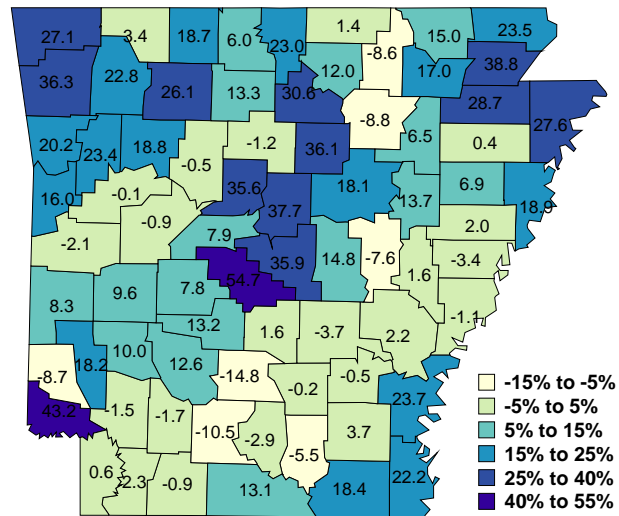 27.1 3.4 18.7 6.0 23.0 1.4 -8.6 15.0 23.5
36.3 22.8 26.1 13.3 30.6 12.0 17.0 38.8
-8.8 28.7 27.6
20.2 23.4 18.8 -0.5 -1.2 36.1 6.5 0.4
16.0 -0.1 35.6 37.7 18.1 13.7 6.9 18.9
-2.1 -0.9 7.9 35.9 14.8 -7.6 1.6 2.0
-3.4
8.3 9.6 7.8 54.7 -1.1
13.2 1.6 -3.7 2.2
-8.7 18.2 10.0 12.6 -14.8 -0.2 -0.5
43.2 -1.5 -1.7 -10.5 -2.9 -5.5 3.7 23.7
0.6 -2.3 -0.9 13.1 18.4 22.2
-15% to -5%
-5% to 5%
5% to 15%
15% to 25%
25% to 40%
40% to 55%